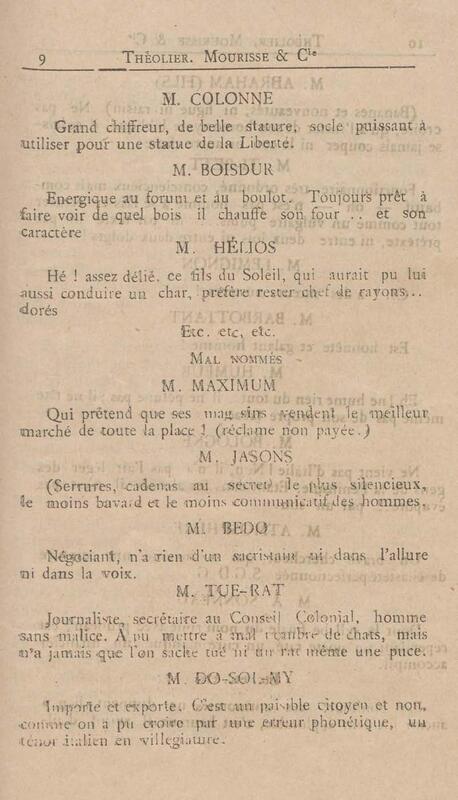 9 THÉOLIER. MOURISSE & Cie
M. COLONNE
Grand chiffreur, de belle stature, socle puissant à
utiliser pour une statue de la Liberté.
M. BOISDUR
Energique au forum et au boulot. Toujours prêt à
faire voir de quel bois il chauffe son four .. et son
caractère
M. HÉLIOS
Hé ! assez délié. ce fils du Soleil, qui aurait pu lui
aussi conduire un char, préfère rester chef de rayons...
dorés
Etc. etc, etc.
MAL NOMMÉS
M. MAXIMUM
Qui prétend que ses mag sins vendent le meilleur
marché de toute la place ! (réclame non payée.)
M. JASONS
(Serrures, cadenas au secret) le plus silencieux,
le moins bavard et le moins communicatif des hommes,
M. BEDO
Négociant, n'a rien d'un sacristain ni dans l'allure
ni dans la voix.
M. TUE-RAT
Journaliste, secrétaire au Conseil Colonial, homme
sans malice. A pu mettre à mal nombre de chats, mais
n'a jamais que l'on sache tué ni un rat même une puce.
M. DO-SOL-MY
Importe et exporte. C'est un paisible citoyen et non,
comme on a pu croire par une erreur phonétique, un
ténor italien en villegiature.